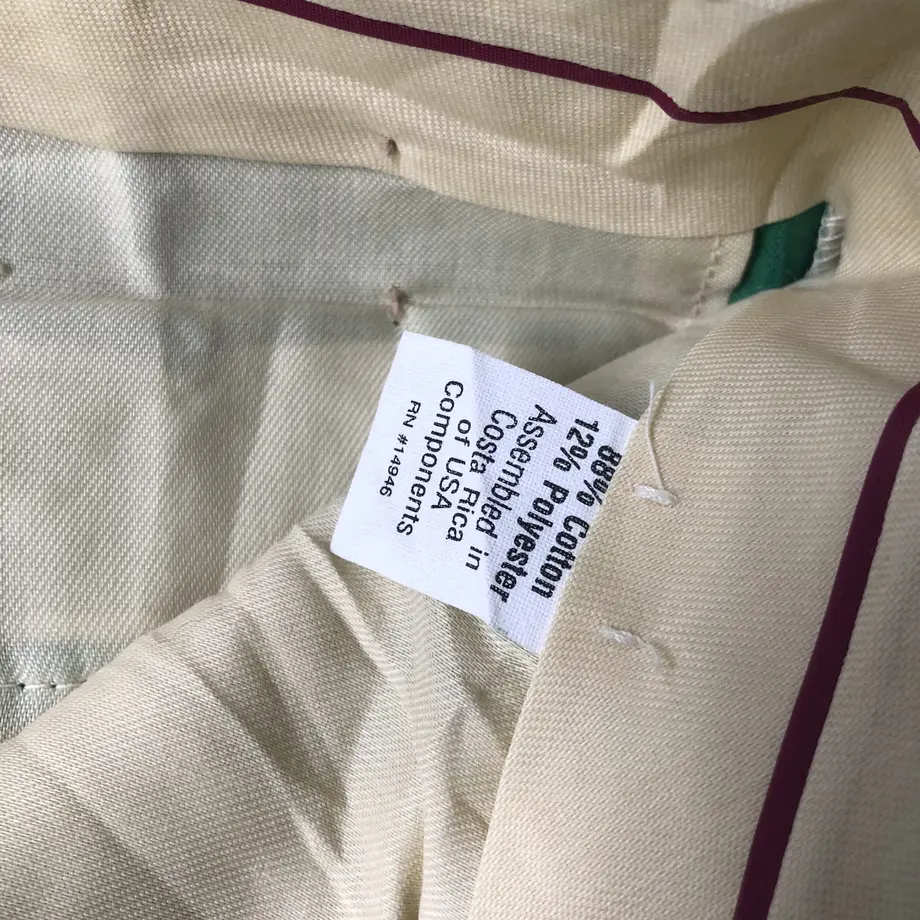 88% Cotton
12% Polyester
Assembled in
Costa Rica
of USA
Components
RN #14946